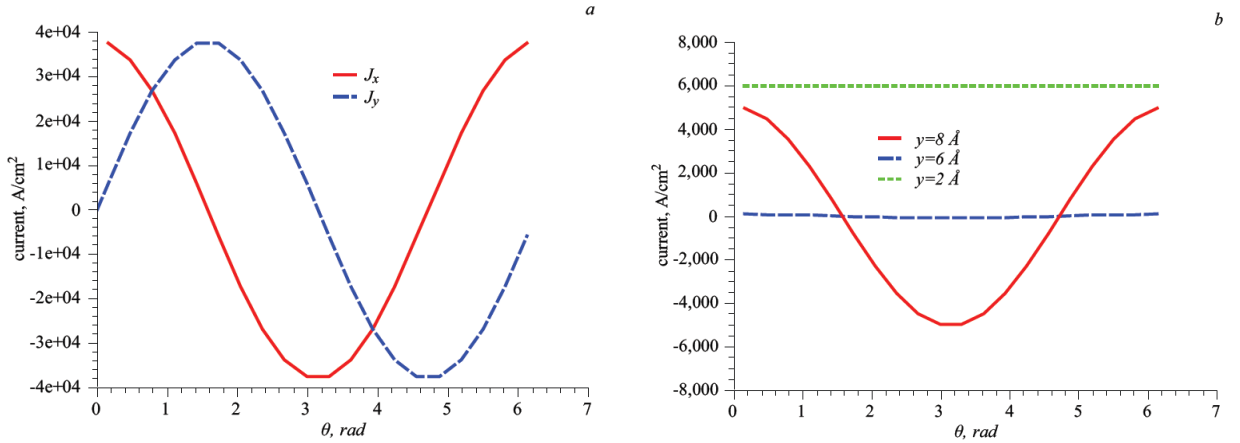 a
4e+04
3e+04
2e+04
1e+04
0
-1e+04
-2e+04
-3e+04
-4e+04
current, A/cm²
Jx
Jy
0 1 2 3 4 5 6 7
θ, rad
b
8,000
6,000
4,000
2,000
0
-2,000
-4,000
-6,000
-8,000
current, A/cm²
y=8 Å
y=6 Å
y=2 Å
0 1 2 3 4 5 6 7
θ, rad